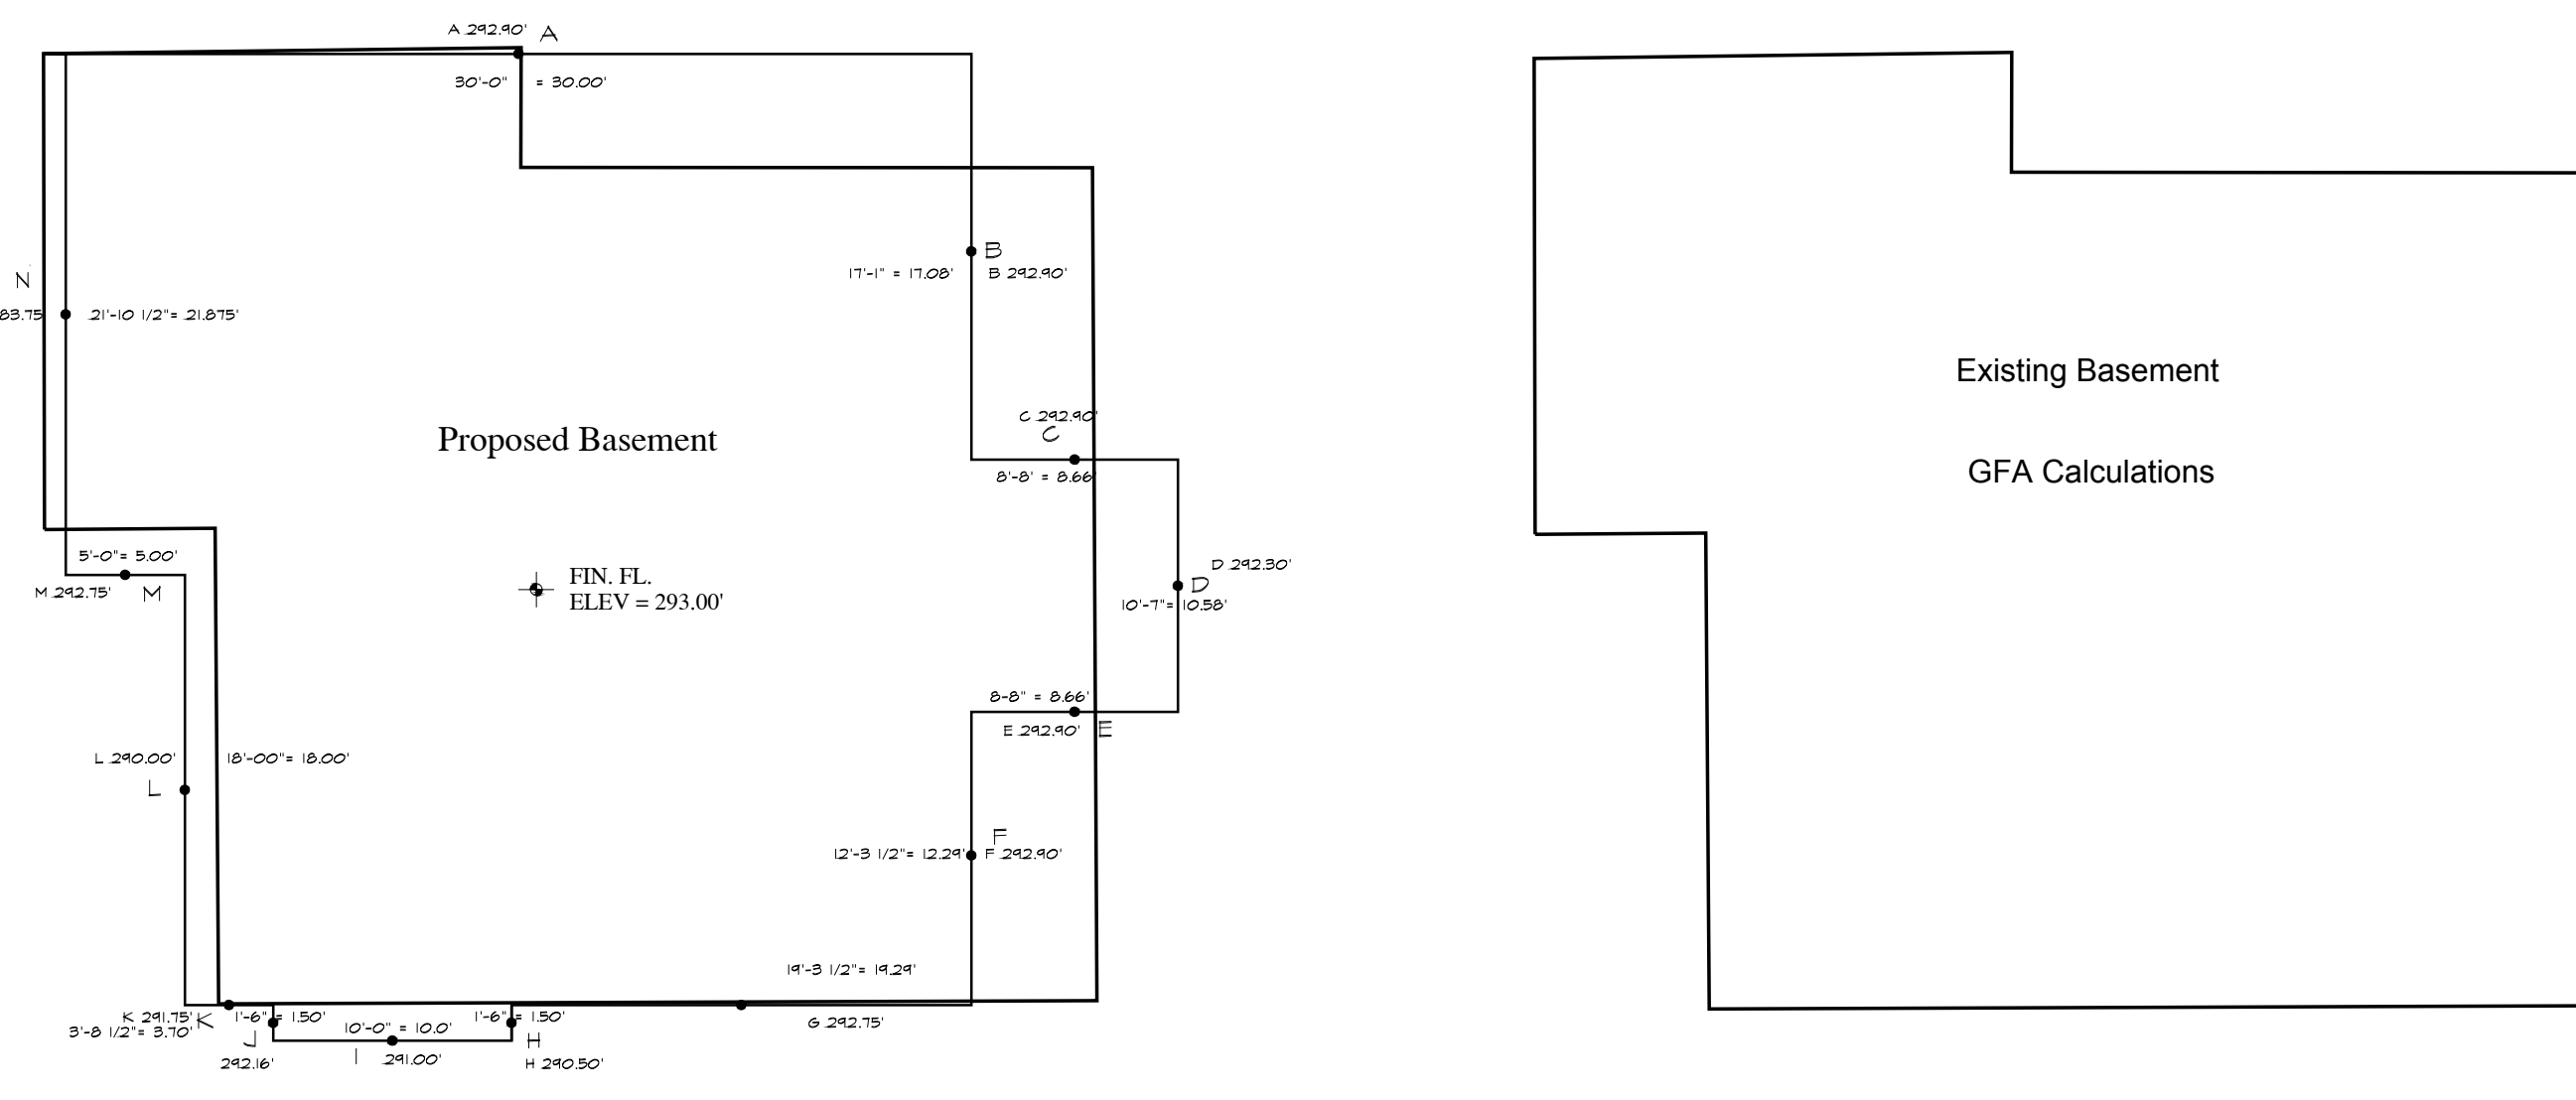 A 292.90' A
30'-0" = 30.00'
B
17'-1" = 17.08' B 292.90'
N
83.75 21'-10 1/2"= 21.875'
C 292.90'
C
8'-8' = 8.66'
Proposed Basement
5'-0"= 5.00'
M 292.75' M
FIN. FL.
ELEV = 293.00'
D 292.30'
D
10'-7"= 10.58'
8-8" = 8.66'
E 292.90' E
L 290.00' 18'-00"= 18.00'
L
F
12'-3 1/2"= 12.29' F 292.90'
19'-3 1/2"= 19.29'
K 291.75' K 1'-6" = 1.50' 1'-6" = 1.50'
3'-8 1/2"= 3.70' 10'-0" = 10.0' G 292.75'
J H
I 291.00'
292.16' H 290.50'
Existing Basement
GFA Calculations